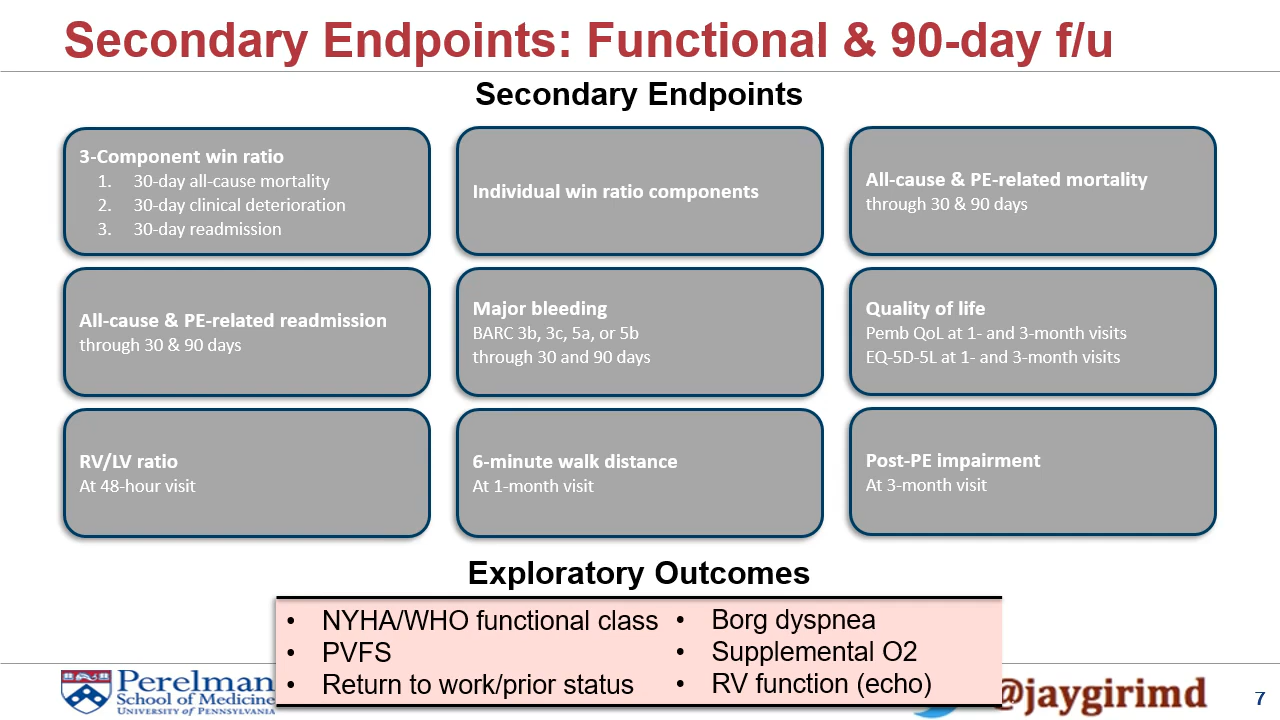 Secondary Endpoints: Functional & 90-day f/u
Secondary Endpoints
3-Component win ratio
1. 30-day all-cause mortality
2. 30-day clinical deterioration
3. 30-day readmission
Individual win ratio components
All-cause & PE-related mortality
through 30 & 90 days
All-cause & PE-related readmission
through 30 & 90 days
Major bleeding
BARC 3b, 3c, 5a, or 5b
through 30 and 90 days
Quality of life
Pemb QoL at 1- and 3-month visits
EQ-5D-5L at 1- and 3-month visits
RV/LV ratio
At 48-hour visit
6-minute walk distance
At 1-month visit
Post-PE impairment
At 3-month visit
Exploratory Outcomes
• NYHA/WHO functional class
• PVFS
• Return to work/prior status
• Borg dyspnea
• Supplemental O2
• RV function (echo)
Perelman
School of Medicine
University of Pennsylvania
@jaygirimd
7